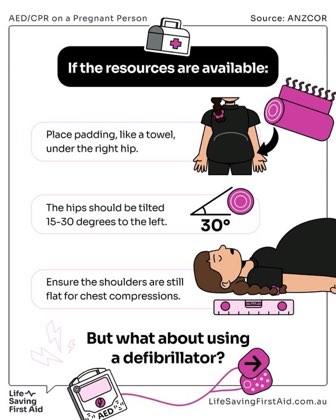 AED/CPR on a Pregnant Person
Source: ANZCOR
If the resources are available:
Place padding, like a towel,
under the right hip.
The hips should be tilted
15-30 degrees to the left.
30°
Ensure the shoulders are still
flat for chest compressions.
But what about using
a defibrillator?
Life
Saving
First Aid
AED
LifeSavingFirstAid.com.au